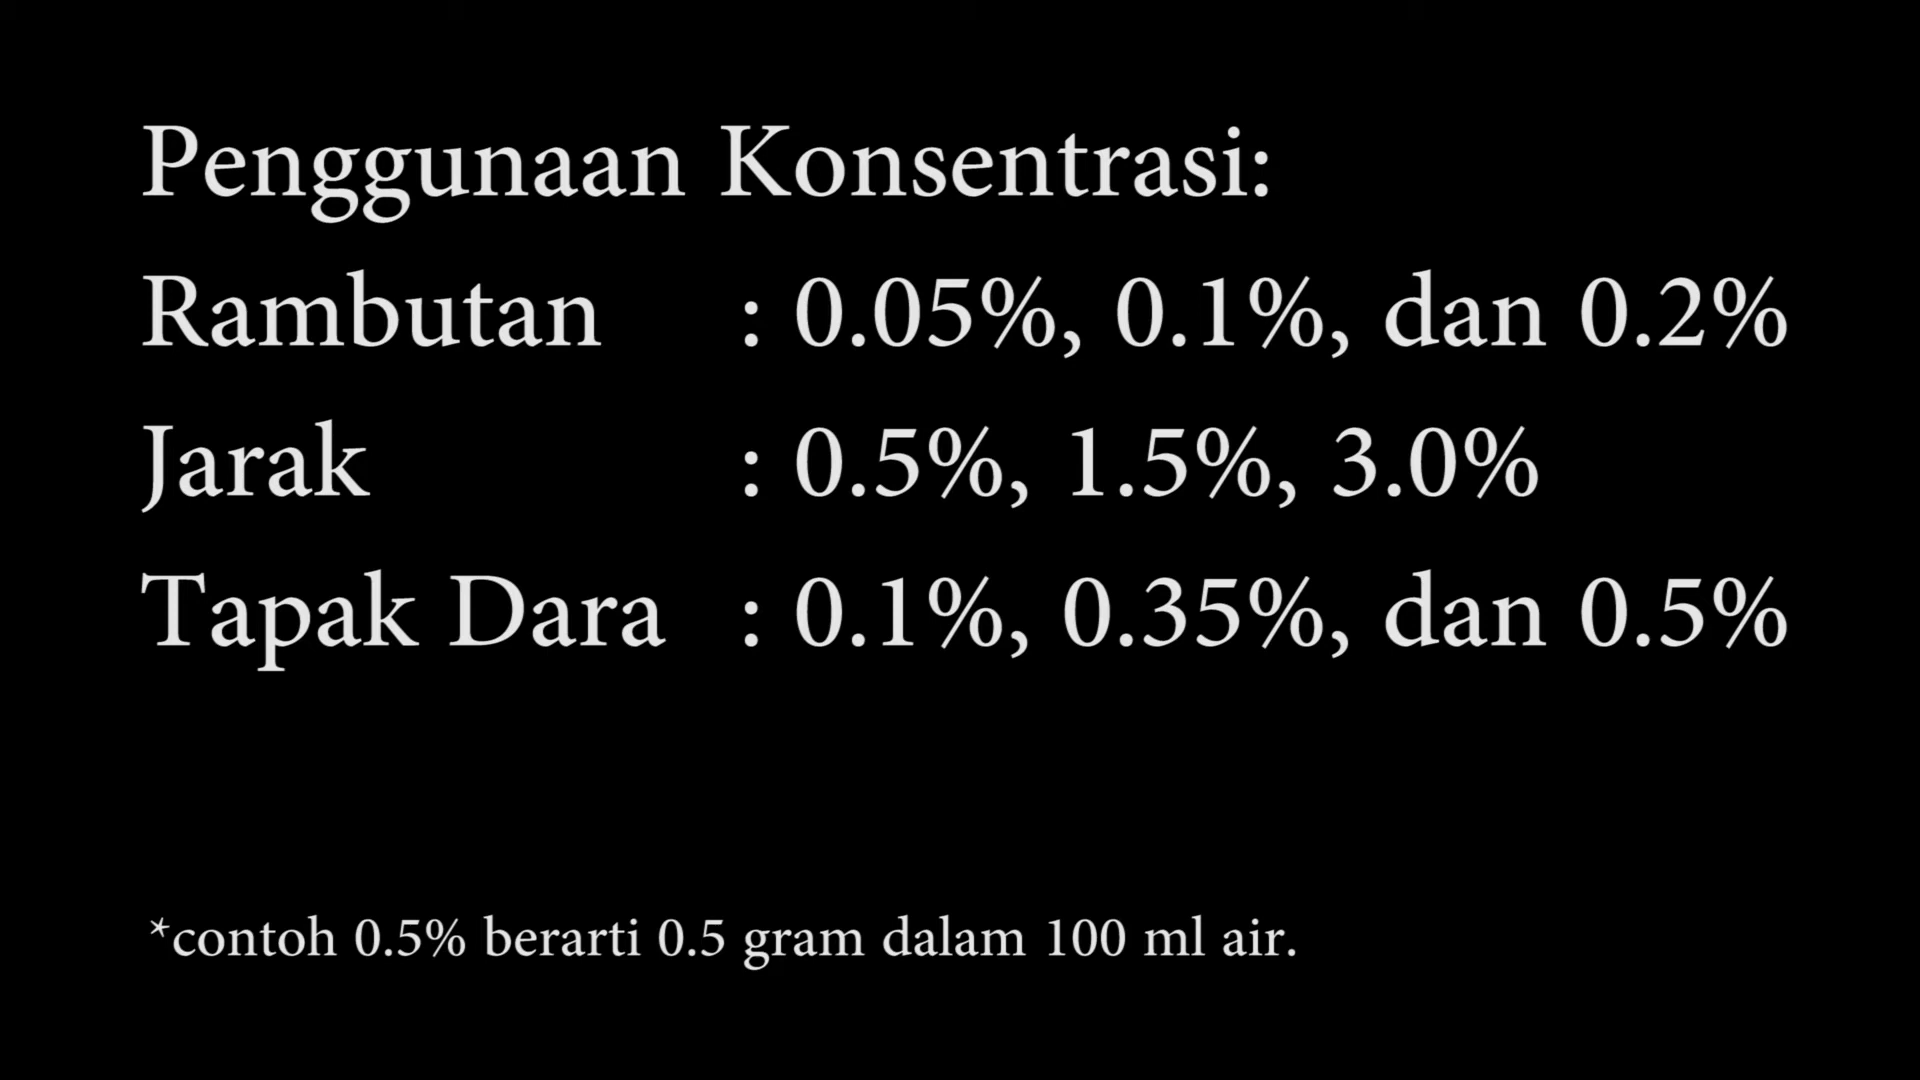 Penggunaan Konsentrasi:
Rambutan : 0.05%, 0.1%, dan 0.2%
Jarak : 0.5%, 1.5%, 3.0%
Tapak Dara : 0.1%, 0.35%, dan 0.5%
*contoh 0.5% berarti 0.5 gram dalam 100 ml air.